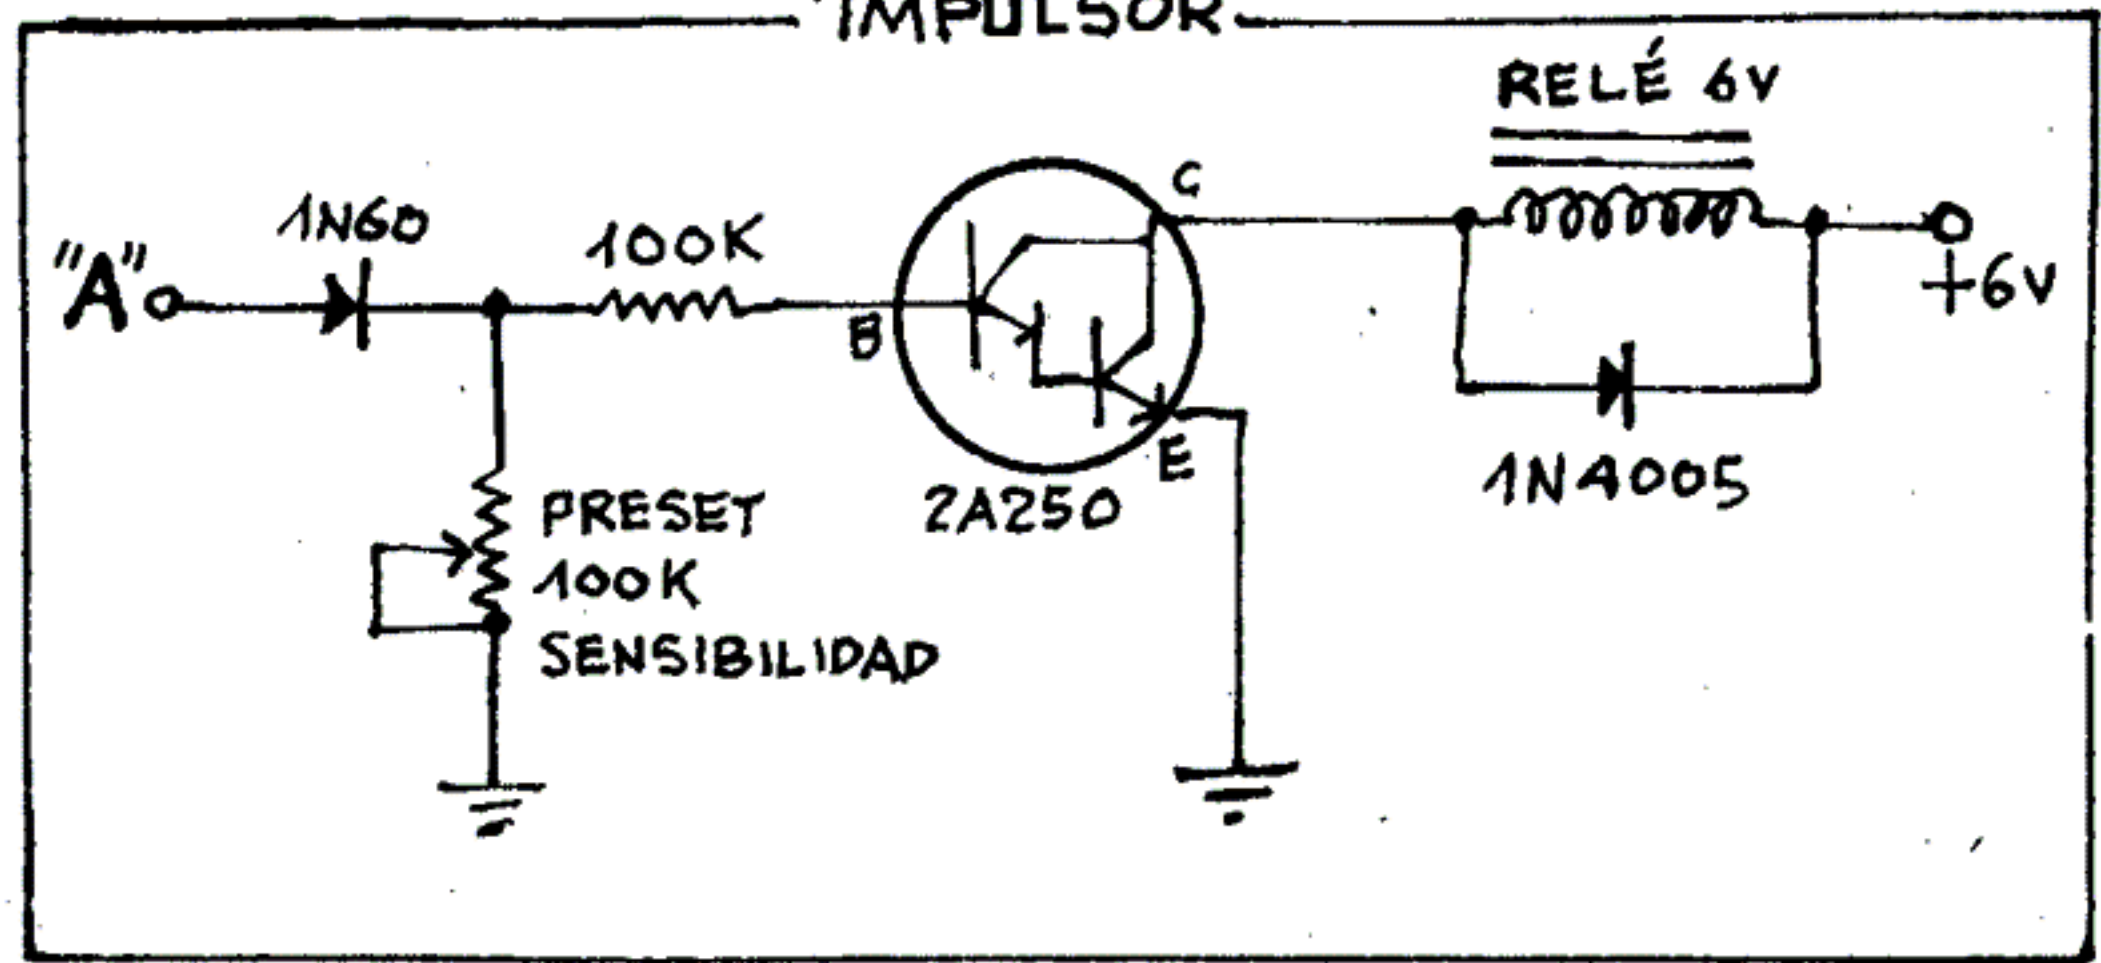 IMPULSOR
RELÉ 6V
1N60
100K
C
"A"
+6V
B
E
1N4005
2A250
PRESET
100K
SENSIBILIDAD